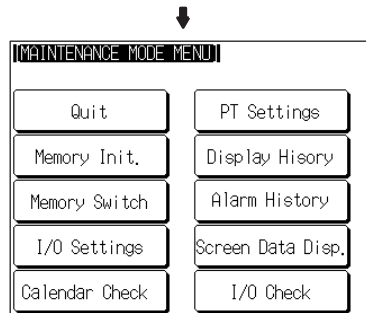 [MAINTENANCE MODE MENU]
Quit
PT Settings
Memory Init.
Display Hisory
Memory Switch
Alarm History
I/O Settings
Screen Data Disp.
Calendar Check
I/O Check